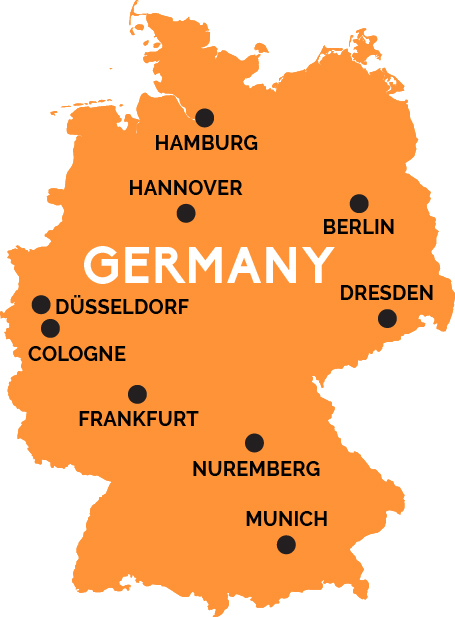 HAMBURG
HANNOVER
BERLIN
GERMANY
DRESDEN
DÜSSELDORF
COLOGNE
FRANKFURT
NUREMBERG
MUNICH